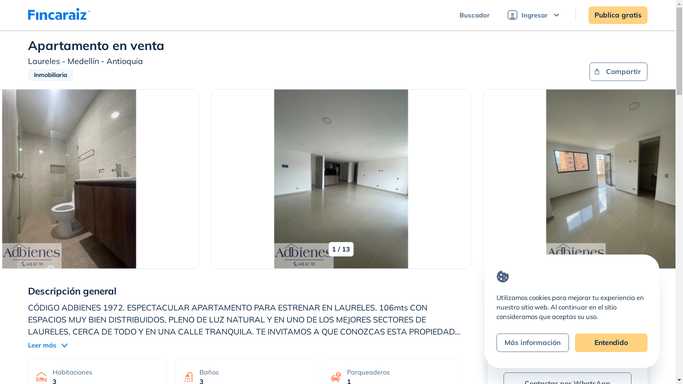 Fincaraiz
Buscador
Ingresar
Publica gratis
Apartamento en venta
Laureles - Medellín - Antioquia
Inmobiliaria
Compartir
Adbienes
Adbienes
Adbienes
1 / 13
Descripción general
CÓDIGO ADBIENES 1972. ESPECTACULAR APARTAMENTO PARA ESTRENAR EN LAURELES, 106mts CON
ESPACIOS MUY BIEN DISTRIBUIDOS, PLENO DE LUZ NATURAL Y EN UNO DE LOS MEJORES SECTORES DE
LAURELES, CERCA DE TODO Y EN UNA CALLE TRANQUILA. TE INVITAMOS A QUE CONOZCAS ESTA PROPIEDAD...
Leer más
Habitaciones
3
Baños
3
Parqueaderos
1
Utilizamos cookies para mejorar tu experiencia en
nuestro sitio web. Al continuar en el sitio
consideramos que aceptas su uso.
Más información
Entendido
Contactar por WhatsApp